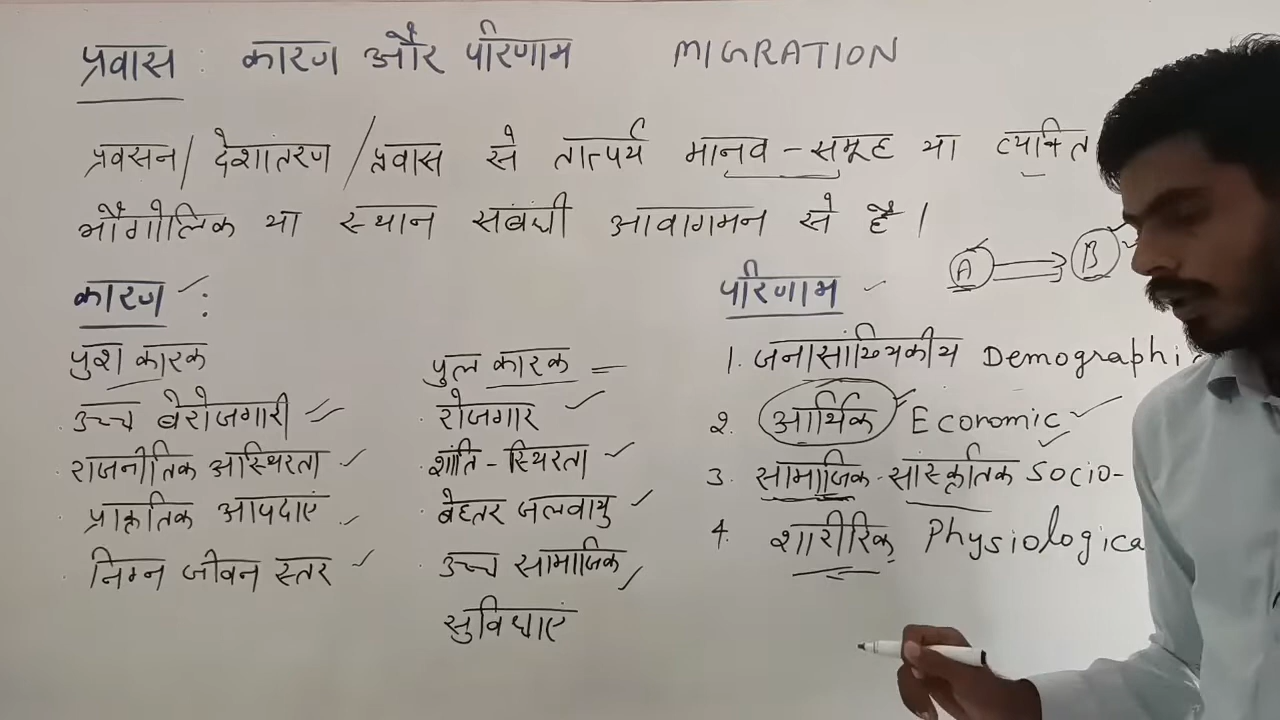 प्रवास : कारण और परिणाम MIGRATION
प्रवसन / देशांतरण / प्रवास से तात्पर्य मानव - समूह या व्यक्ति
भौगोलिक या स्थान संबंधी आवागमन से है।
A B
कारण :
पुश कारक
उच्च बेरोजगारी
राजनीतिक अस्थिरता
प्राकृतिक आपदाएं
निम्न जीवन स्तर
पुल कारक
रोजगार
शांति - स्थिरता
बेहतर जलवायु
उच्च सामाजिक
सुविधाएं
परिणाम
1. जनासांख्यिकीय Demographi
2. आर्थिक Economic
3. सामाजिक - सांस्कृतिक Socio-
4. शारीरिक Physiologica